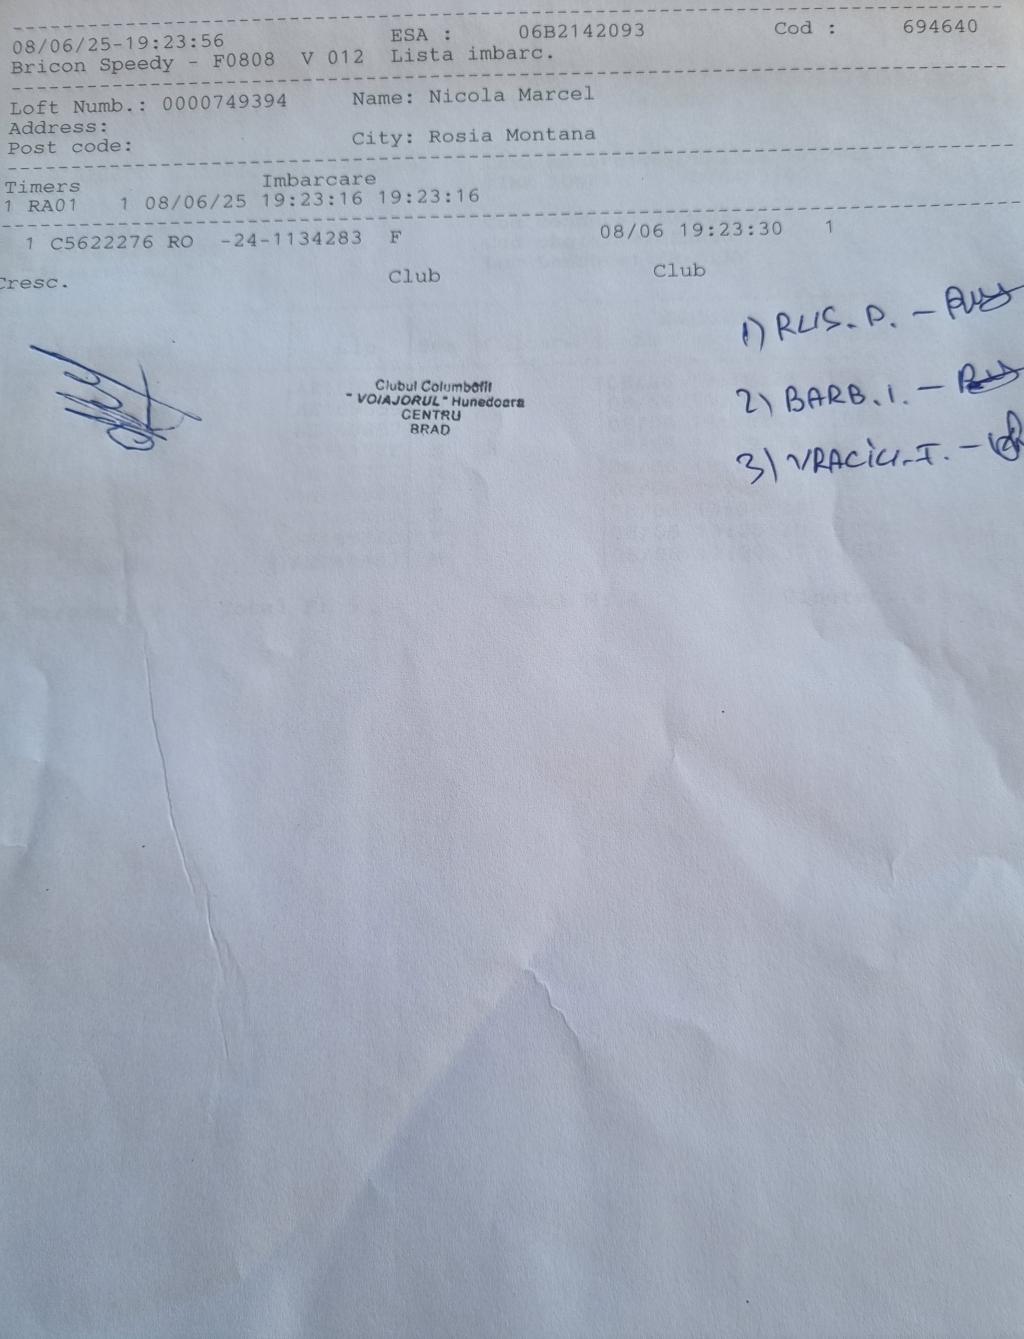 08/06/25-19:23:56 ESA : 06B2142093 Cod : 694640
Bricon Speedy - F0808 V 012 Lista imbarc.
Loft Numb.: 0000749394 Name: Nicola Marcel
Address:
Post code: City: Rosia Montana
Timers Imbarcare
1 RA01 1 08/06/25 19:23:16 19:23:16
1 C5622276 RO -24-1134283 F 08/06 19:23:30 1
Cresc. Club Club
1) RUS. D. -
2) BARB. I. -
3) VRACIU. I. -
Clubul Columbofil
"VOIAJORUL" Hunedoara
CENTRU
BRAD